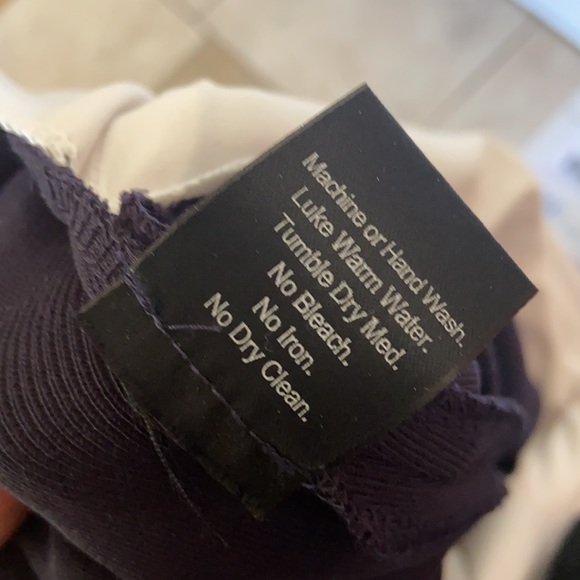 Machine or Hand Wash.
Luke Warm Water.
Tumble Dry Med.
No Bleach.
No Iron.
No Dry Clean.